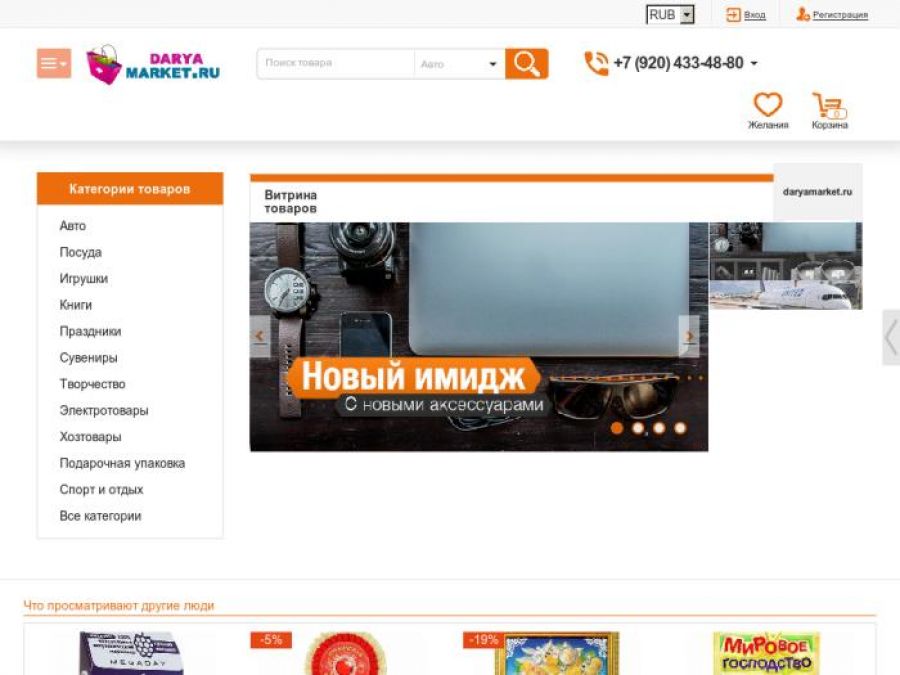 RUB
Вход
Регистрация
DARYA
MARKET.RU
Поиск товара
Авто
+7 (920) 433-48-80
Желания
0
Корзина
Категории товаров
Авто
Посуда
Игрушки
Книги
Праздники
Сувениры
Творчество
Электротовары
Хозтовары
Подарочная упаковка
Спорт и отдых
Все категории
Витрина
товаров
daryamarket.ru
Новый имидж
С новыми аксессуарами
UNITED
Что просматривают другие люди
MEGADAY
-5%
-19%
МИРОВОЕ
ГОСПОДСТВО